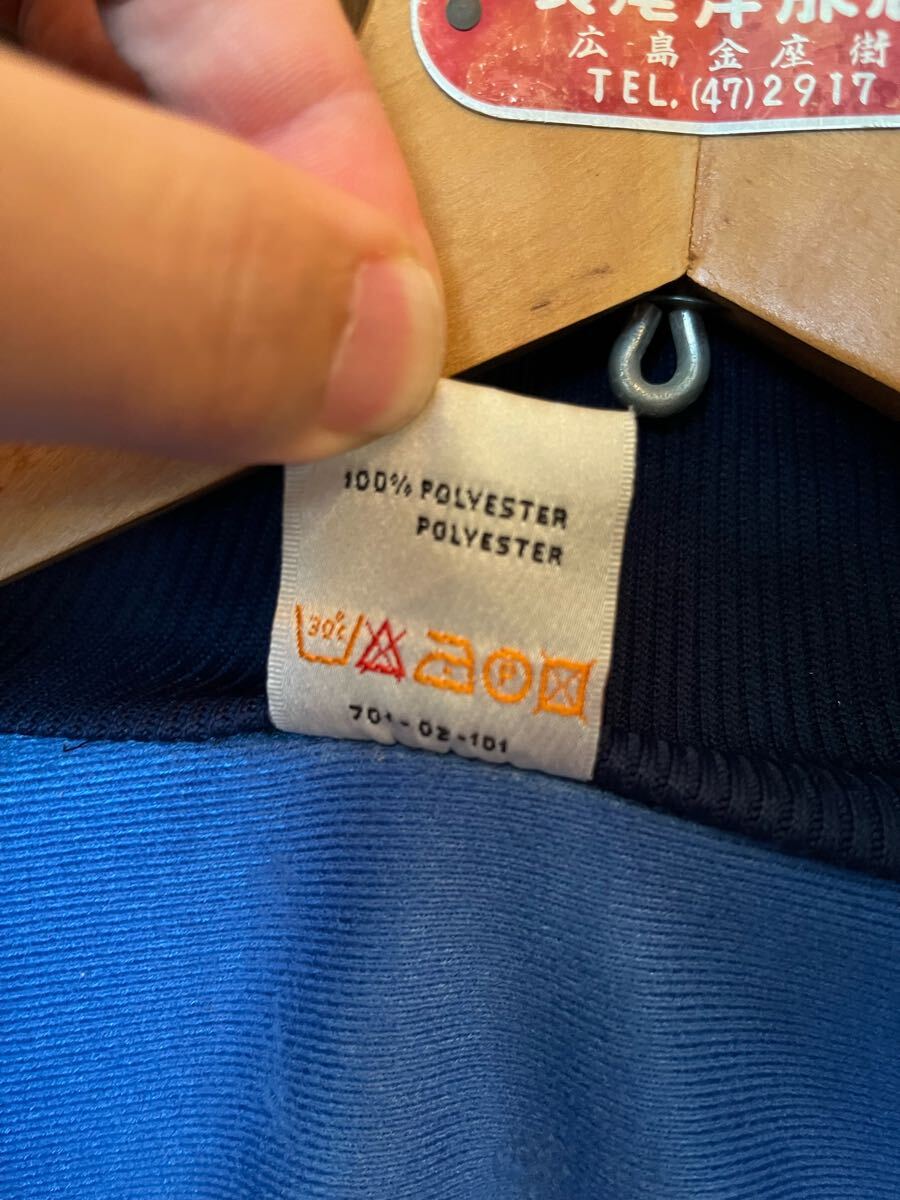 広島金座街
TEL.(47)2917
100% POLYESTER
POLYESTER
30°C
P
701-02-101